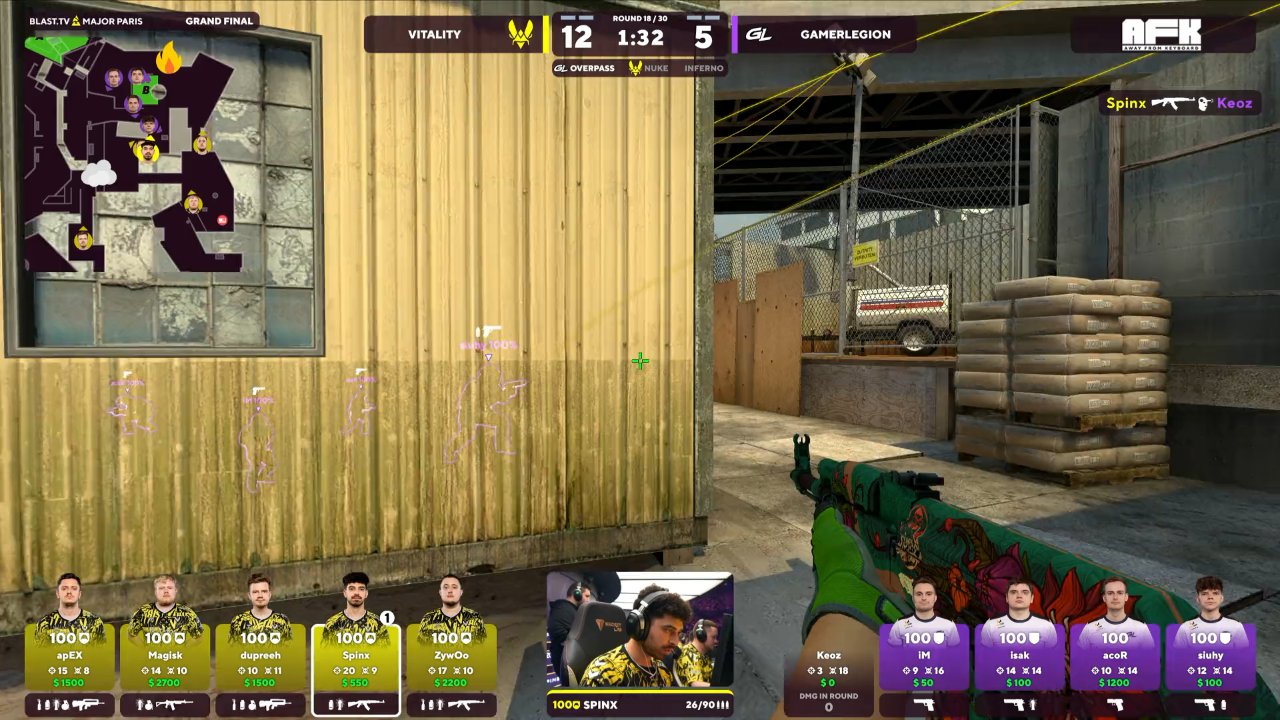 BLAST.TV MAJOR PARIS
GRAND FINAL
VITALITY
12
ROUND 18 / 30
1:32
5
GL
GAMERLEGION
AFK
AWAY FROM KEYBOARD
GL OVERPASS
NUKE
INFERNO
B
Spinx
Keoz
siuhy 100%
1
100
apEX
15 8
$1500
100
Magisk
14 10
$2700
100
dupreeh
10 11
$1500
100
Spinx
20 9
$550
100
ZywOo
17 10
$2200
100 SPINX
26/90
Keoz
3 18
$0
DMG IN ROUND
0
100
iM
9 16
$50
100
isak
14 14
$100
100
acoR
10 14
$1200
100
siuhy
12 14
$100